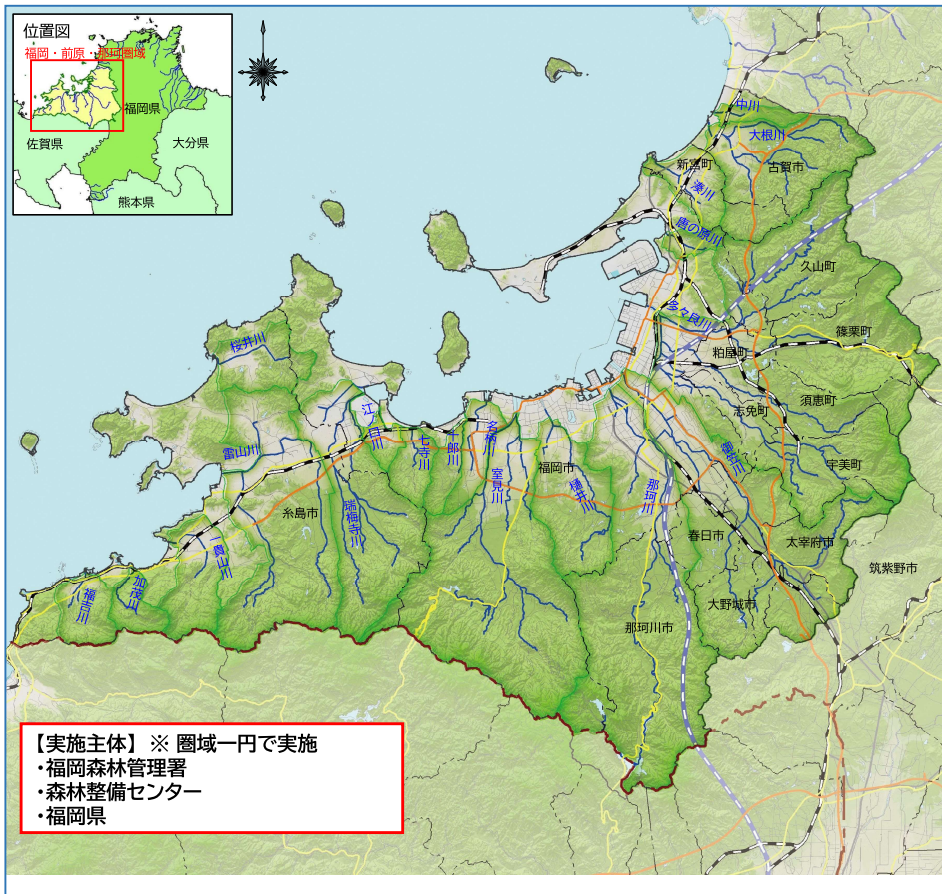 位置図
福岡・前原・那珂圏域
福岡県
佐賀県
大分県
熊本県
中川
大根川
新宮町
古賀市
湊川
唐の原川
久山町
多々良川
篠栗町
粕屋町
桜井川
須恵町
志免町
江ノ口川
七寺川
十郎川
名柄川
雷山川
室見川
福岡市
樋井川
那珂川
御笠川
宇美町
糸島市
瑞梅寺川
春日市
太宰府市
筑紫野市
一貴山川
加茂川
福吉川
大野城市
那珂川市
【実施主体】 ※ 圏域一円で実施
・福岡森林管理署
・森林整備センター
・福岡県